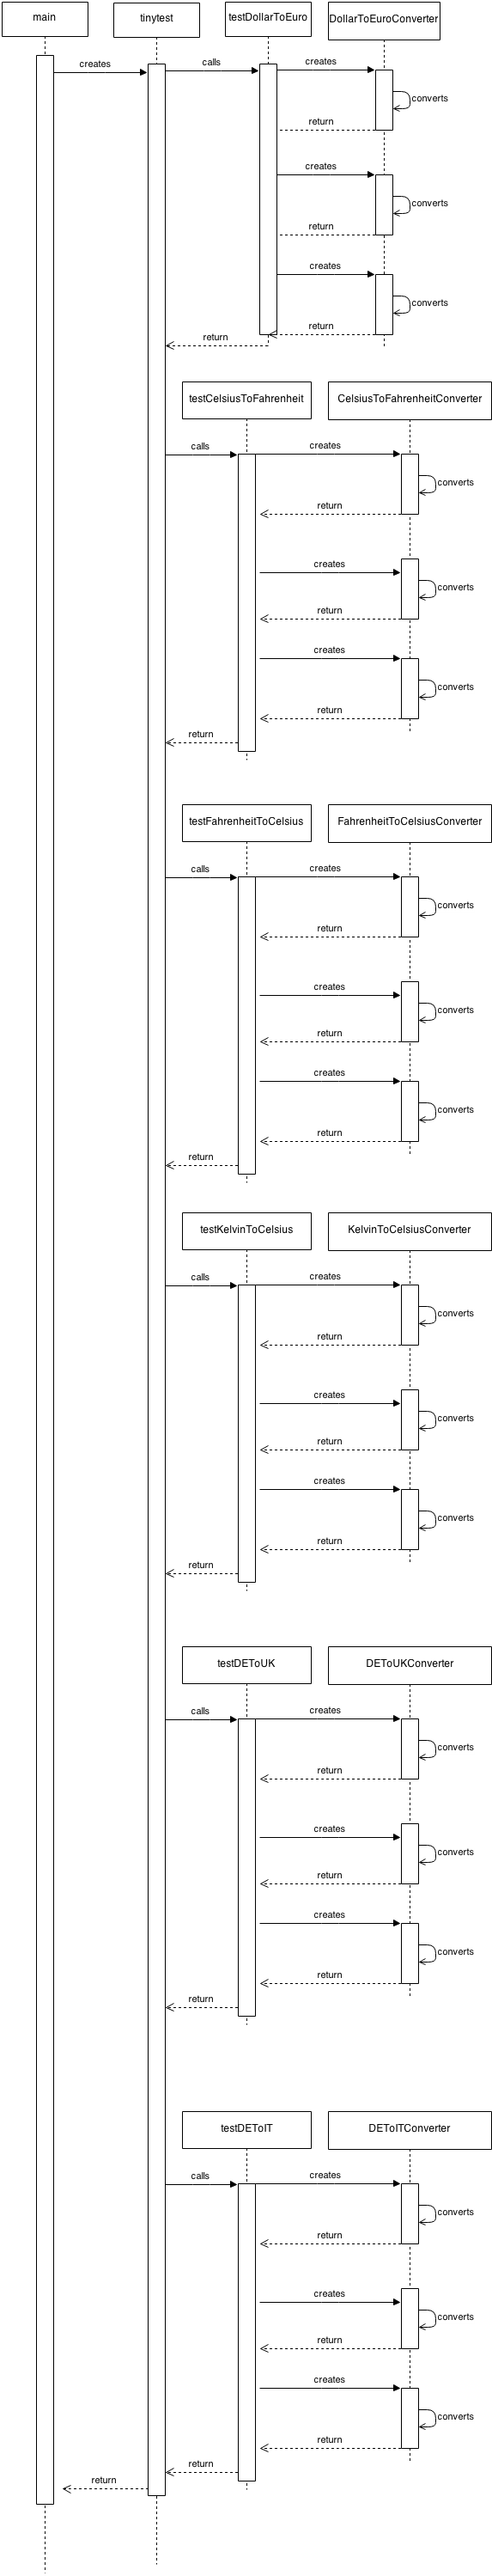 main
tinytest
testDollarToEuro
DollarToEuroConverter
creates
calls
creates
converts
return
creates
converts
return
creates
converts
return
return
testCelsiusToFahrenheit
CelsiusToFahrenheitConverter
calls
creates
converts
return
creates
converts
return
creates
converts
return
return
testFahrenheitToCelsius
FahrenheitToCelsiusConverter
calls
creates
converts
return
creates
converts
return
creates
converts
return
return
testKelvinToCelsius
KelvinToCelsiusConverter
calls
creates
converts
return
creates
converts
return
creates
converts
return
return
testDEToUK
DEToUKConverter
calls
creates
converts
return
creates
converts
return
creates
converts
return
return
testDEToIT
DEToITConverter
calls
creates
converts
return
creates
converts
return
creates
converts
return
return
return